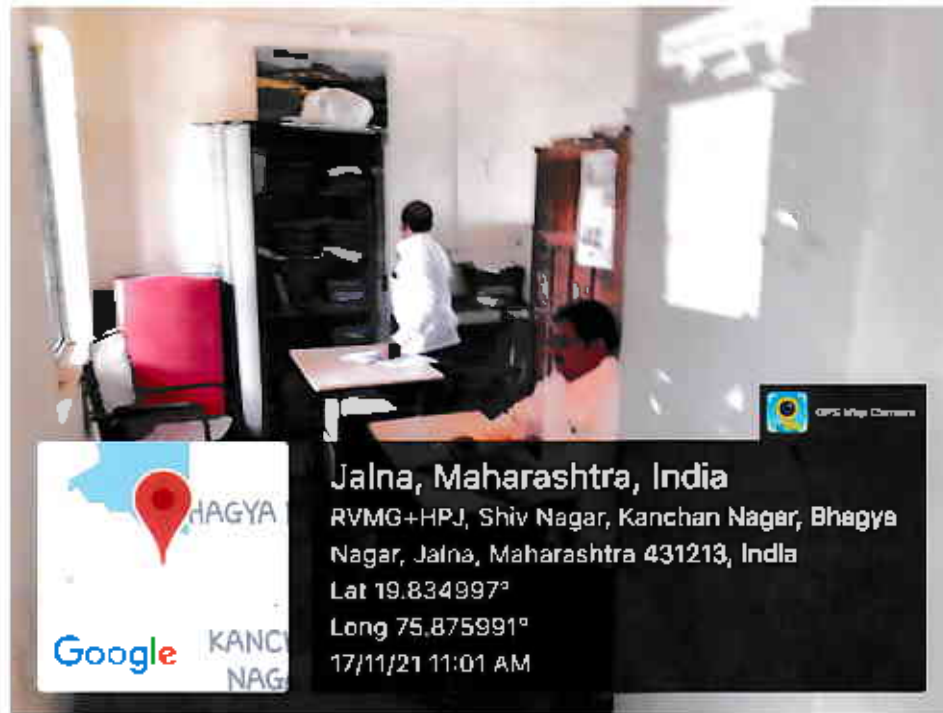 GPS Map Camera
Jalna, Maharashtra, India
RVMG+HPJ, Shiv Nagar, Kanchan Nagar, Bhagya
Nagar, Jalna, Maharashtra 431213, India
Lat 19.834997°
Long 75.875991°
17/11/21 11:01 AM
HAGYA
KANC
NAG
Google